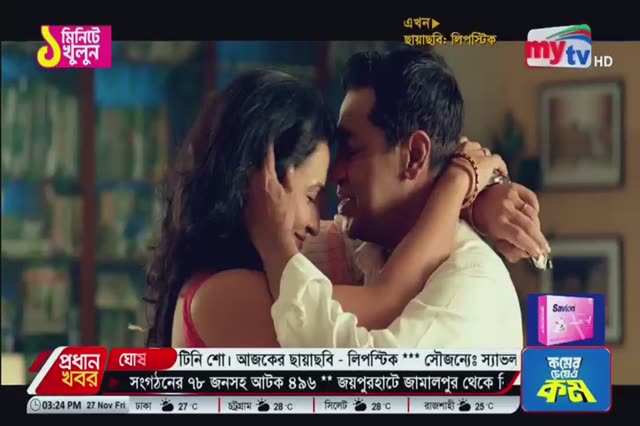 ১ মিনিটে
খুলুন
এখন
ছায়াছবি: লিপস্টিক
mytv HD
Savlon
প্রধান
খবর
ঘোষ
টিনি শো। আজকের ছায়াছবি - লিপস্টিক *** সৌজন্যেঃ স্যাভল
সংগঠনের ৭৮ জনসহ আটক ৪৯৬ ** জয়পুরহাটে জামালপুর থেকে
কমের
চেয়েও
কম
03:24 PM 27 Nov Fri ঢাকা 27°C চট্টগ্রাম 28°C সিলেট 28°C রাজশাহী 25°C